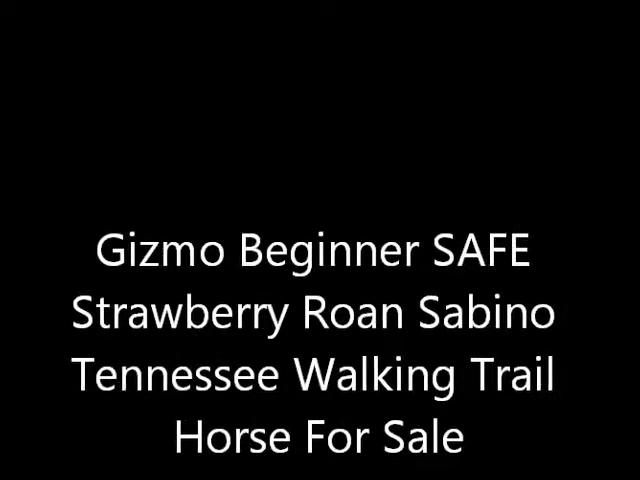 Gizmo Beginner SAFE
Strawberry Roan Sabino
Tennessee Walking Trail
Horse For Sale